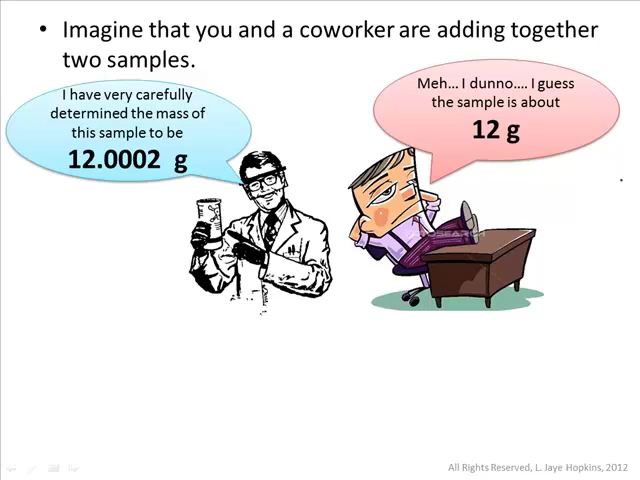 • Imagine that you and a coworker are adding together
two samples.
I have very carefully
determined the mass of
this sample to be
12.0002 g
Meh... I dunno.... I guess
the sample is about
12 g
All Rights Reserved, L. Jaye Hopkins, 2012